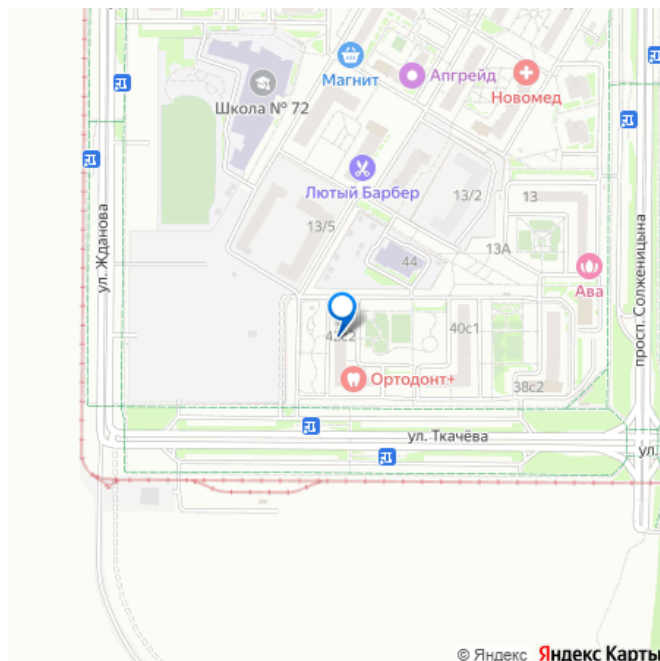 Магнит
Апгрейд
Новомед
Школа № 72
Лютый Барбер
13/2
13
13/5
13А
44
ул. Жданова
просп. Солженицына
Ава
40с1
Ортодонт+
38с2
ул. Ткачёва
ул.
© Яндекс Яндекс Карты